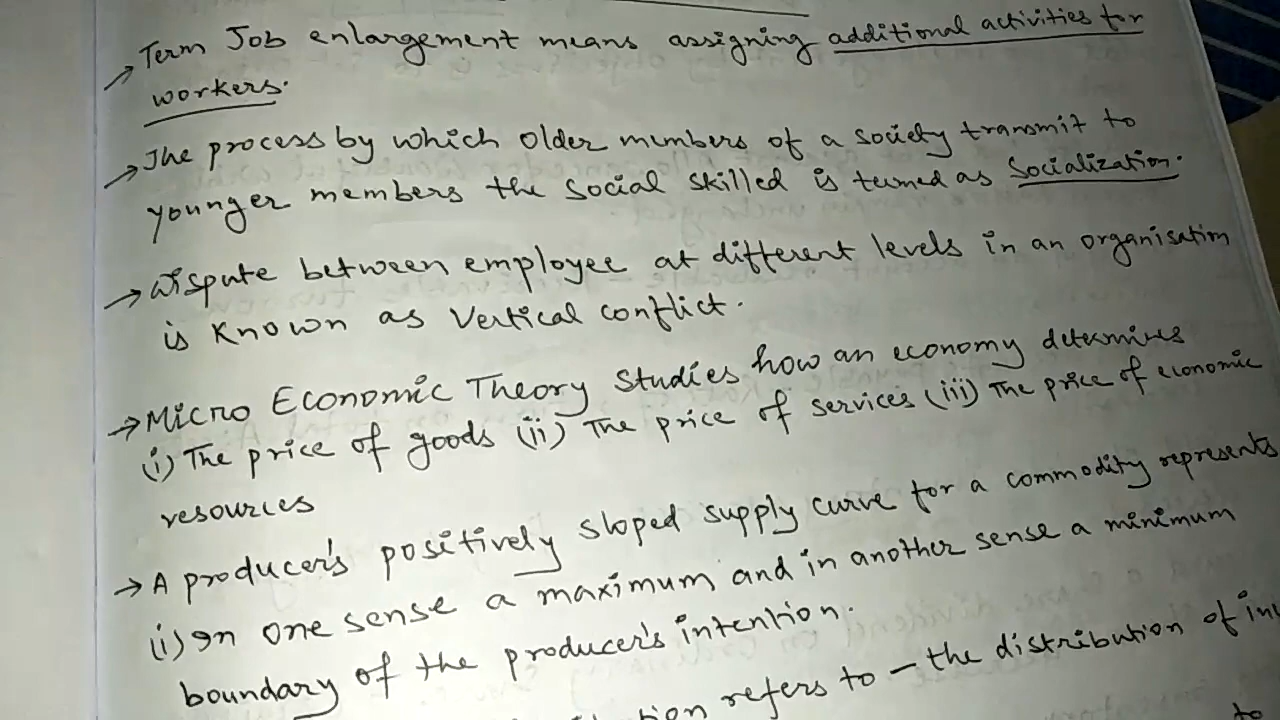 → Term Job enlargement means assigning additional activities for
workers.
→ The process by which older members of a society transmit to
younger members the social skilled is termed as Socialization.
→ Dispute between employee at different levels in an organisation
is Known as Vertical conflict.
→ Micro Economic Theory Studies how an economy determines
(i) The price of goods (ii) The price of services (iii) The price of economic
resources
→ A producer's positively sloped supply curve for a commodity represents
(i) In one sense a maximum and in another sense a minimum
boundary of the producer's intention.
refers to - the distribution of
to